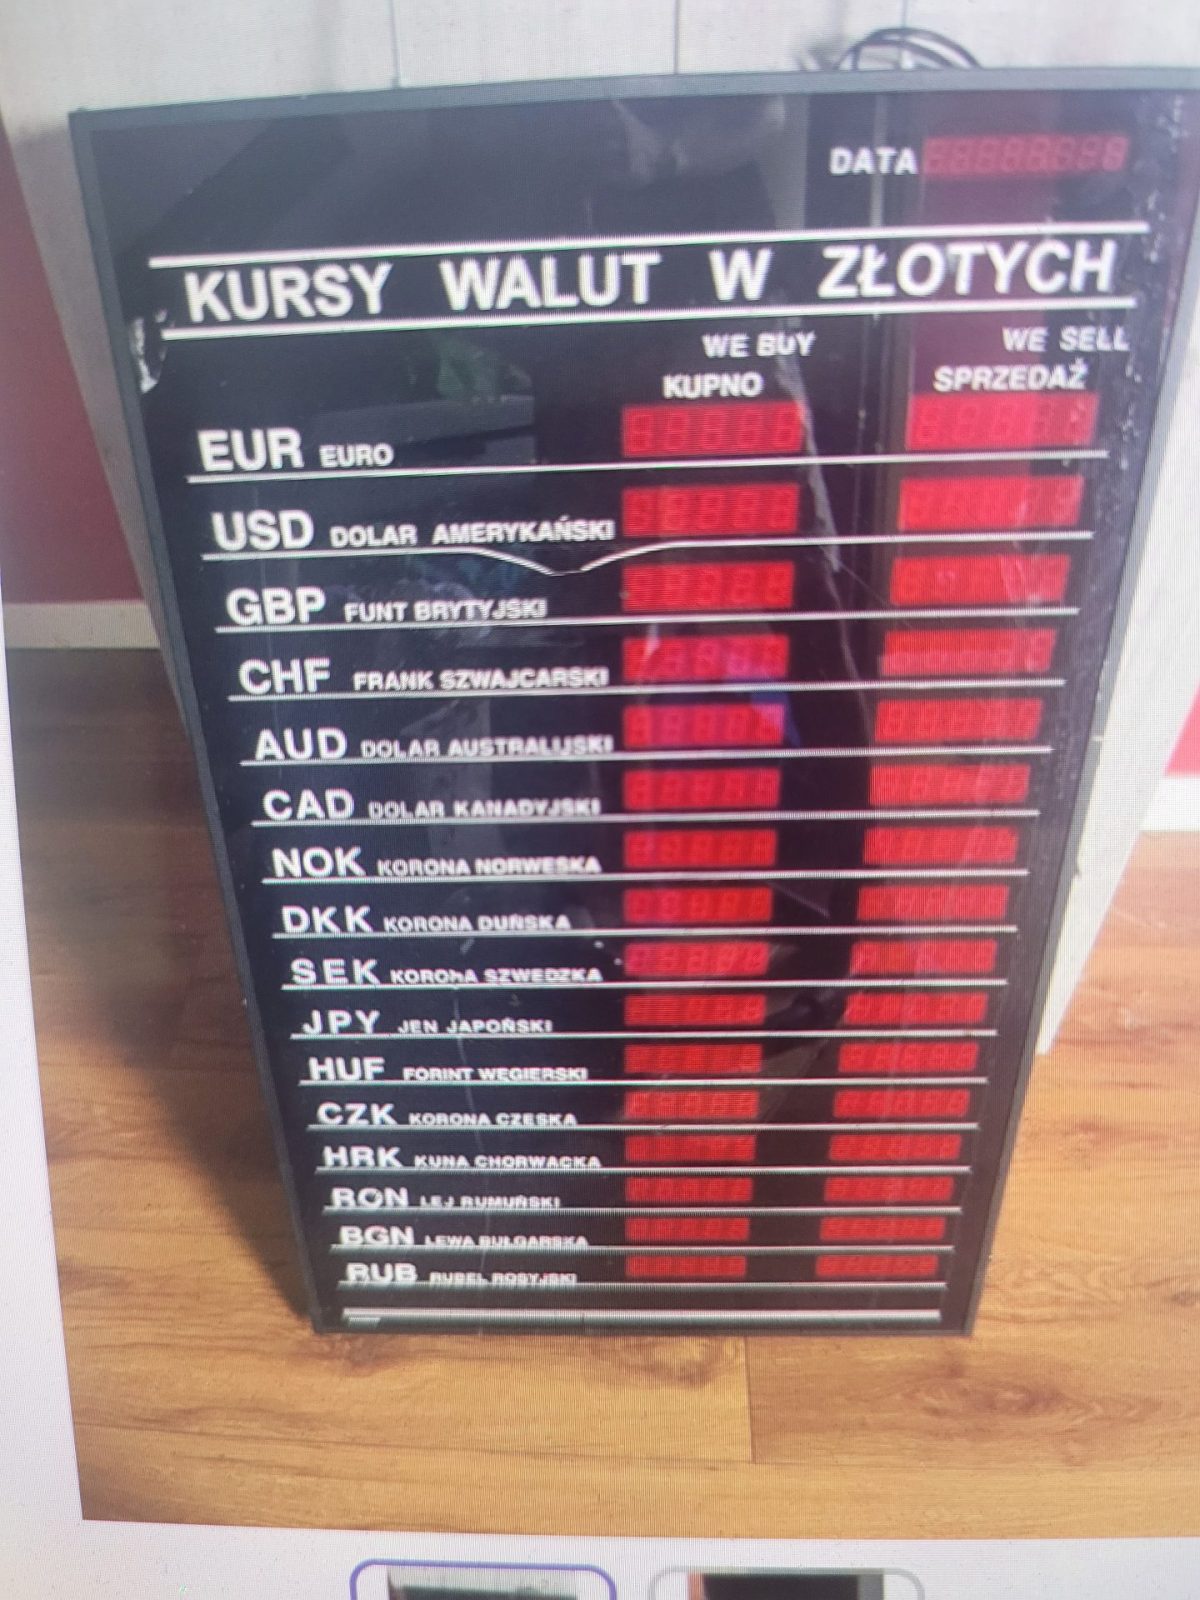 DATA
KURSY WALUT W ZŁOTYCH
WE BUY WE SELL
KUPNO SPRZEDAŻ
EUR EURO
USD DOLAR AMERYKAŃSKI
GBP FUNT BRYTYJSKI
CHF FRANK SZWAJCARSKI
AUD DOLAR AUSTRALIJSKI
CAD DOLAR KANADYJSKI
NOK KORONA NORWESKA
DKK KORONA DUŃSKA
SEK KORONA SZWEDZKA
JPY JEN JAPOŃSKI
HUF FORINT WĘGIERSKI
CZK KORONA CZESKA
HRK KUNA CHORWACKA
RON LEJ RUMUŃSKI
BGN LEWA BUŁGARSKA
RUB RUBEL ROSYJSKI